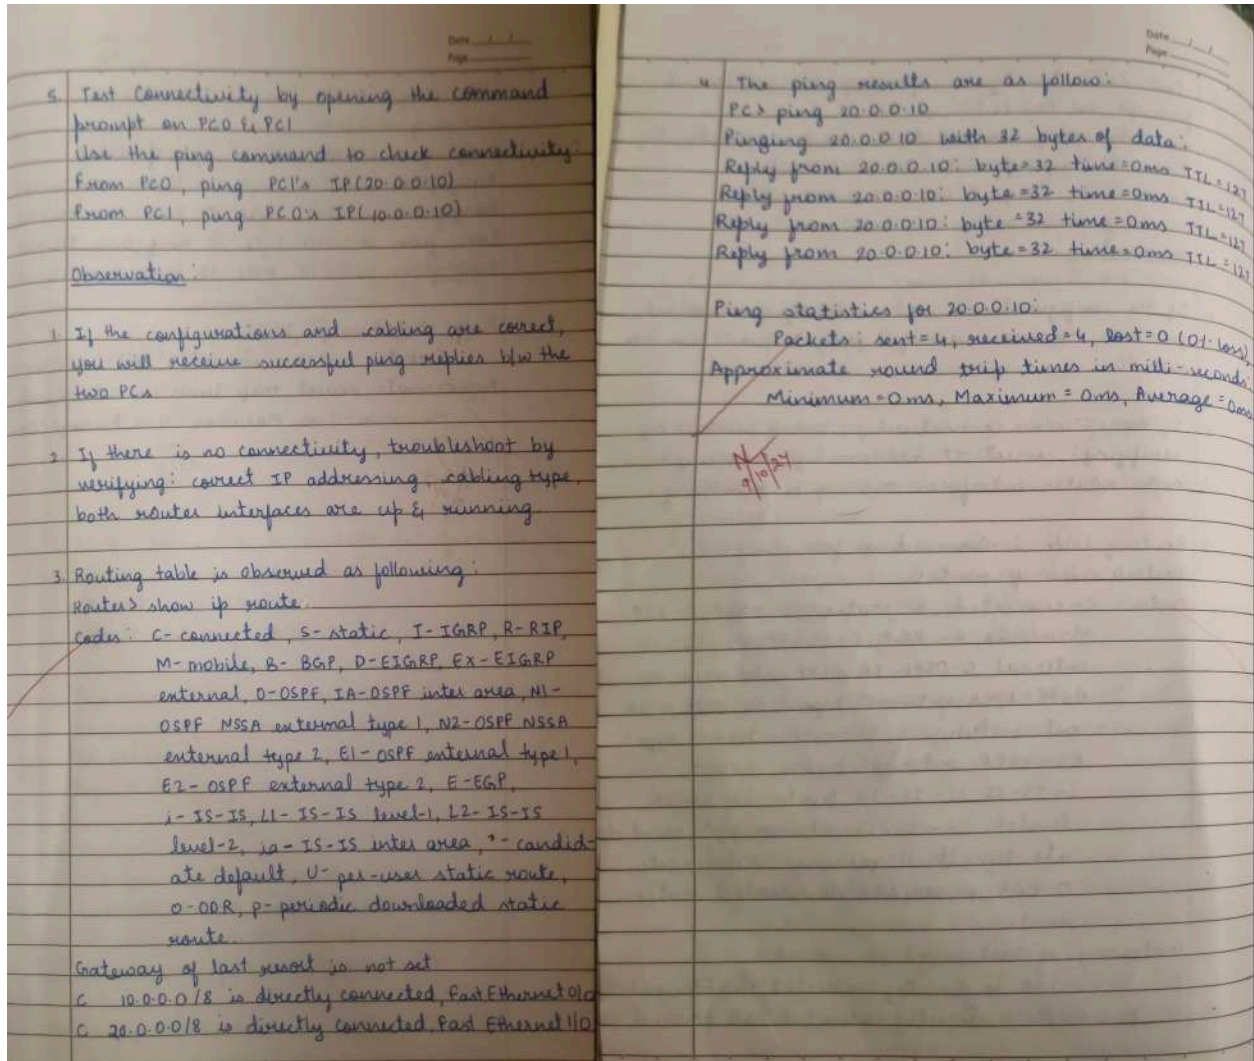 Date
Page
5. Test Connectivity by opening the command
prompt on PC0 & PC1
Use the ping command to check connectivity:
From PC0, ping PC1's IP(20.0.0.10)
From PC1, ping PC0's IP(10.0.0.10)
Observation:
1. If the configurations and cabling are correct,
you will receive successful ping replies b/w the
two PCs
2. If there is no connectivity, troubleshoot by
verifying: correct IP addressing, cabling type,
both router interfaces are up & running
3. Routing table is observed as following:
Router> show ip route.
Codes: C- connected, S- static, I- IGRP, R- RIP,
M- mobile, B- BGP, D-EIGRP, Ex-EIGRP
external, O-OSPF, IA-OSPF inter area, N1-
OSPF NSSA external type 1, N2-OSPF NSSA
external type 2, E1-OSPF external type 1,
E2-OSPF external type 2, E-EGP,
i-IS-IS, L1- IS-IS level-1, L2- IS-IS
level-2, ia- IS-IS inter area, *- candid-
ate default, U- per-user static route,
o-ODR, P- periodic downloaded static
route.
Gateway of last resort is not set
C 10.0.0.0/8 is directly connected, FastEthernet0/0
C 20.0.0.0/8 is directly connected, Fast Ethernet1/0
Date
Page
4 The ping results are as follow:
PC> ping 20.0.0.10
Pinging 20.0.0.10 with 32 bytes of data:
Reply from 20.0.0.10: byte=32 time=0ms TTL=127
Reply from 20.0.0.10: byte=32 time=0ms TTL=127
Reply from 20.0.0.10: byte=32 time=0ms TTL=127
Reply from 20.0.0.10: byte=32 time=0ms TTL=127
Ping statistics for 20.0.0.10:
Packets: sent=4, received=4, lost=0 (0% loss),
Approximate round trip times in milli-seconds:
Minimum=0ms, Maximum=0ms, Average=0ms
9/10/24